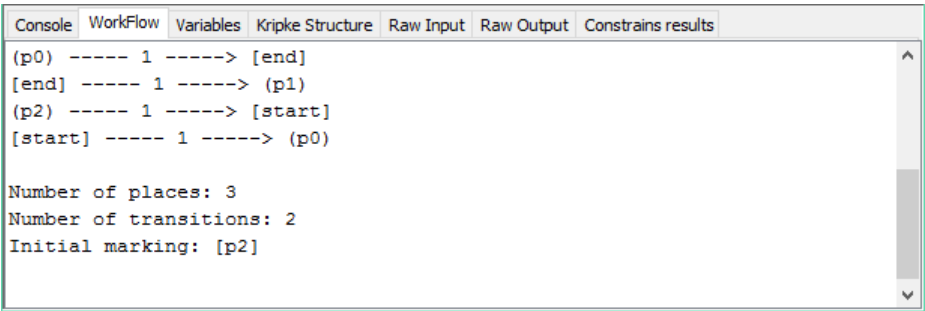 Console WorkFlow Variables Kripke Structure Raw Input Raw Output Constrains results
(p0) ----- 1 -----> [end]
[end] ----- 1 -----> (p1)
(p2) ----- 1 -----> [start]
[start] ----- 1 -----> (p0)
Number of places: 3
Number of transitions: 2
Initial marking: [p2]